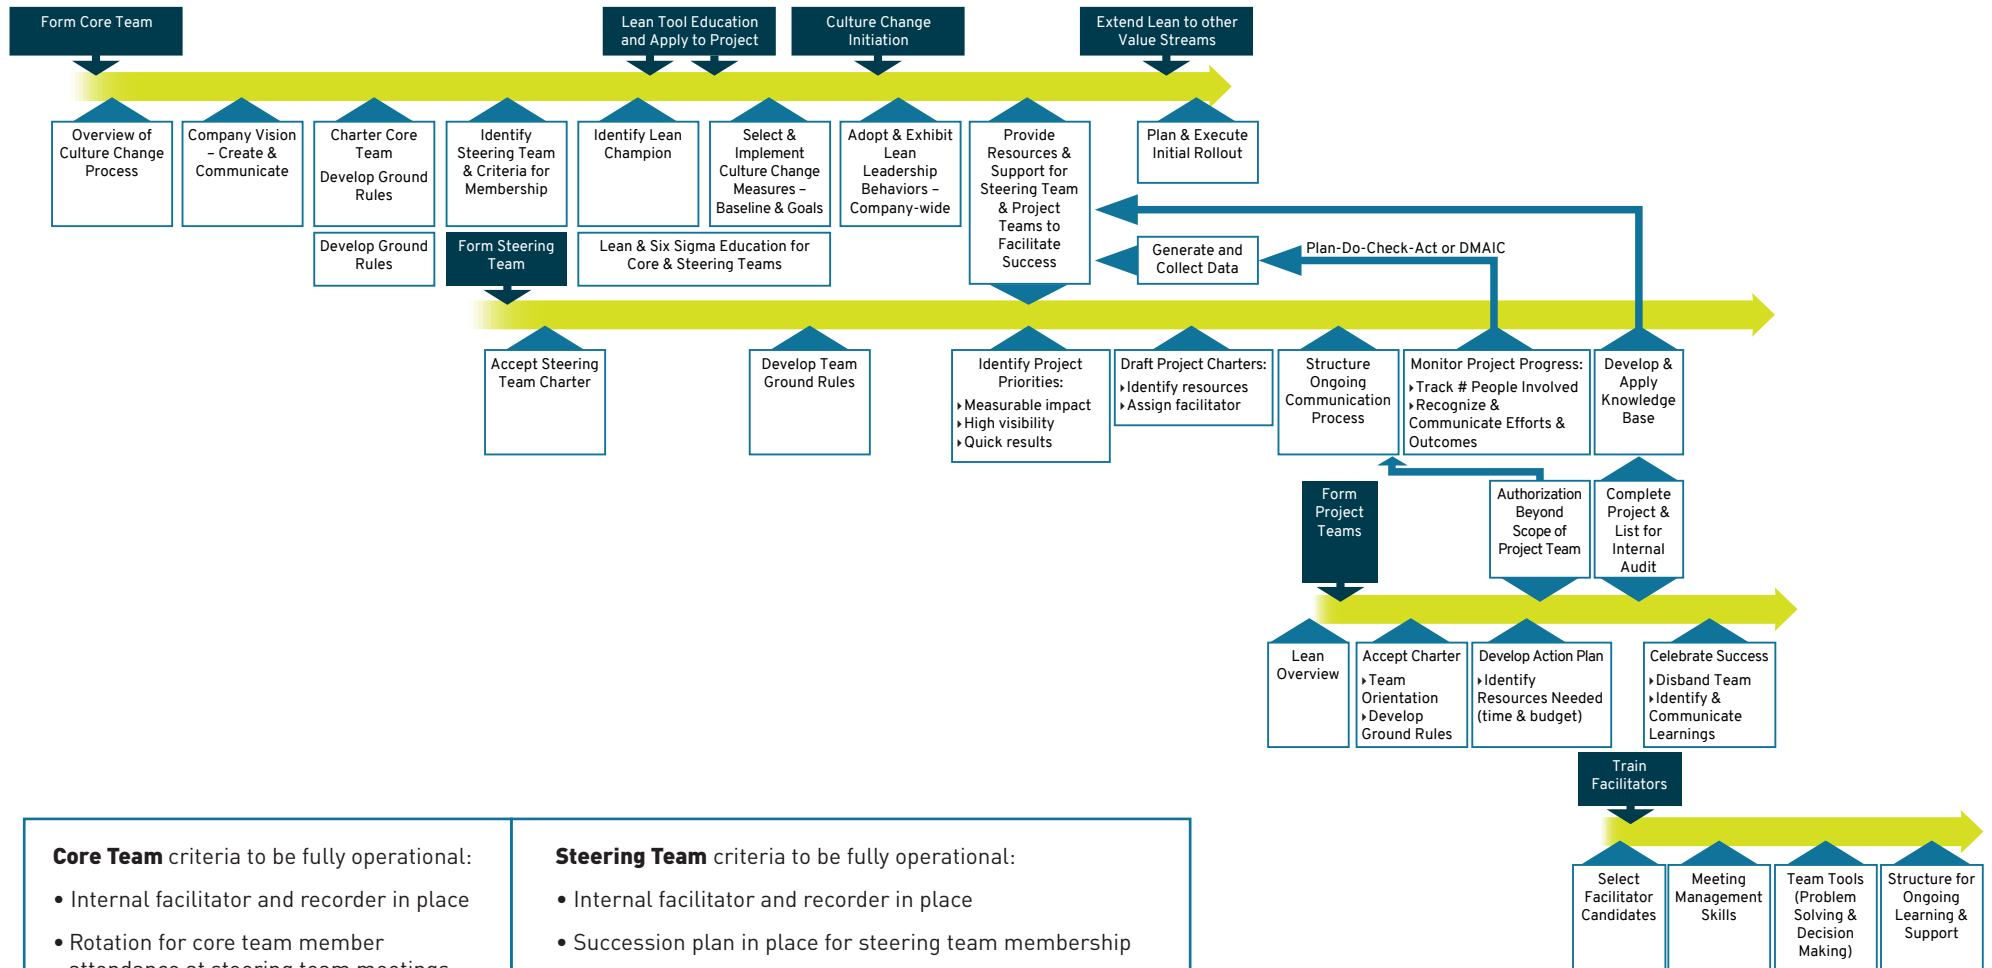 Form Core Team
Lean Tool Education
and Apply to Project
Culture Change
Initiation
Extend Lean to other
Value Streams
Overview of
Culture Change
Process
Company Vision
– Create &
Communicate
Charter Core
Team
Develop Ground
Rules
Identify
Steering Team
& Criteria for
Membership
Identify Lean
Champion
Select &
Implement
Culture Change
Measures –
Baseline & Goals
Adopt & Exhibit
Lean
Leadership
Behaviors –
Company-wide
Provide
Resources &
Support for
Steering Team
& Project
Teams to
Facilitate
Success
Plan & Execute
Initial Rollout
Develop Ground
Rules
Form Steering
Team
Lean & Six Sigma Education for
Core & Steering Teams
Generate and
Collect Data
Plan-Do-Check-Act or DMAIC
Accept Steering
Team Charter
Develop Team
Ground Rules
Identify Project
Priorities:
‣Measurable impact
‣High visibility
‣Quick results
Draft Project Charters:
‣Identify resources
‣Assign facilitator
Structure
Ongoing
Communication
Process
Monitor Project Progress:
‣Track # People Involved
‣Recognize &
Communicate Efforts &
Outcomes
Develop &
Apply
Knowledge
Base
Form
Project
Teams
Authorization
Beyond
Scope of
Project Team
Complete
Project &
List for
Internal
Audit
Lean
Overview
Accept Charter
‣Team
Orientation
‣Develop
Ground Rules
Develop Action Plan
‣Identify
Resources Needed
(time & budget)
Celebrate Success
‣Disband Team
‣Identify &
Communicate
Learnings
Train
Facilitators
Select
Facilitator
Candidates
Meeting
Management
Skills
Team Tools
(Problem
Solving &
Decision
Making)
Structure for
Ongoing
Learning &
Support
Core Team criteria to be fully operational:
• Internal facilitator and recorder in place
• Rotation for core team member
attendance at steering team meetings
Steering Team criteria to be fully operational:
• Internal facilitator and recorder in place
• Succession plan in place for steering team membership